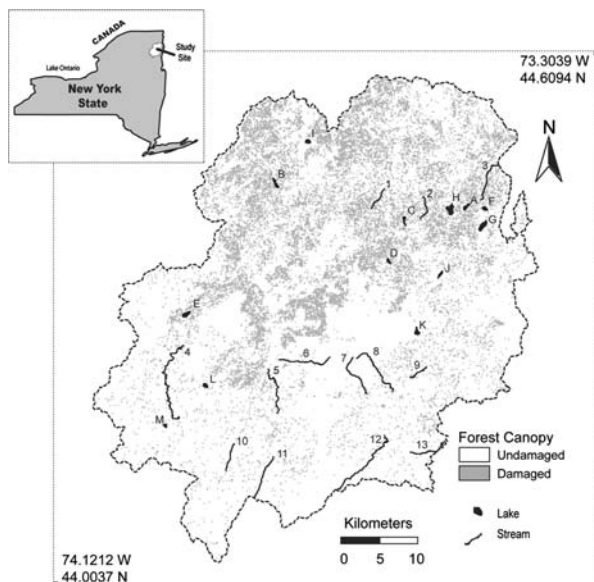 CANADA
Lake Ontario
Study
Site
New York
State
73.3039 W
44.6094 N
N
I
B
1
2
3
H
A
F
C
G
D
J
E
K
4
6
7
8
5
9
L
M
10
11
12
13
Forest Canopy
Undamaged
Damaged
Lake
Stream
Kilometers
0 5 10
74.1212 W
44.0037 N